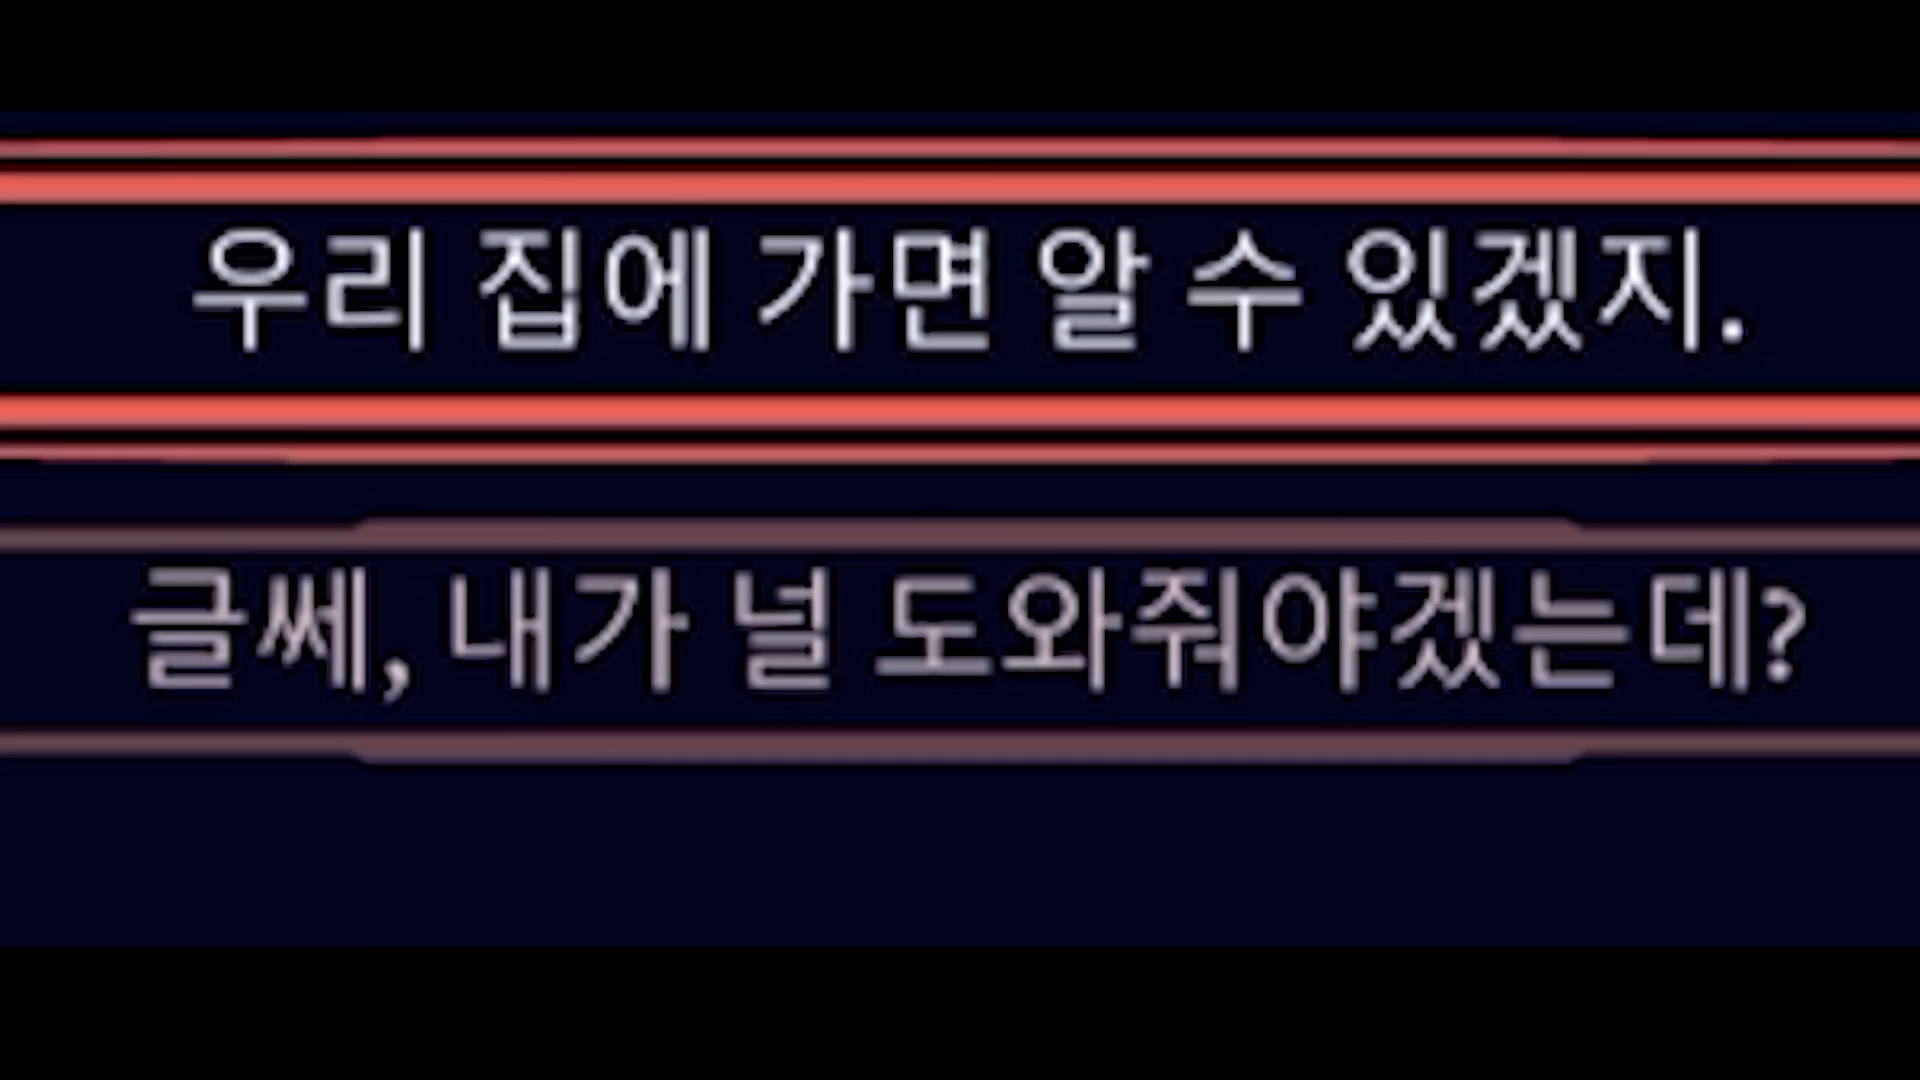 우리 집에 가면 알 수 있겠지.
글쎄, 내가 널 도와줘야겠는데?